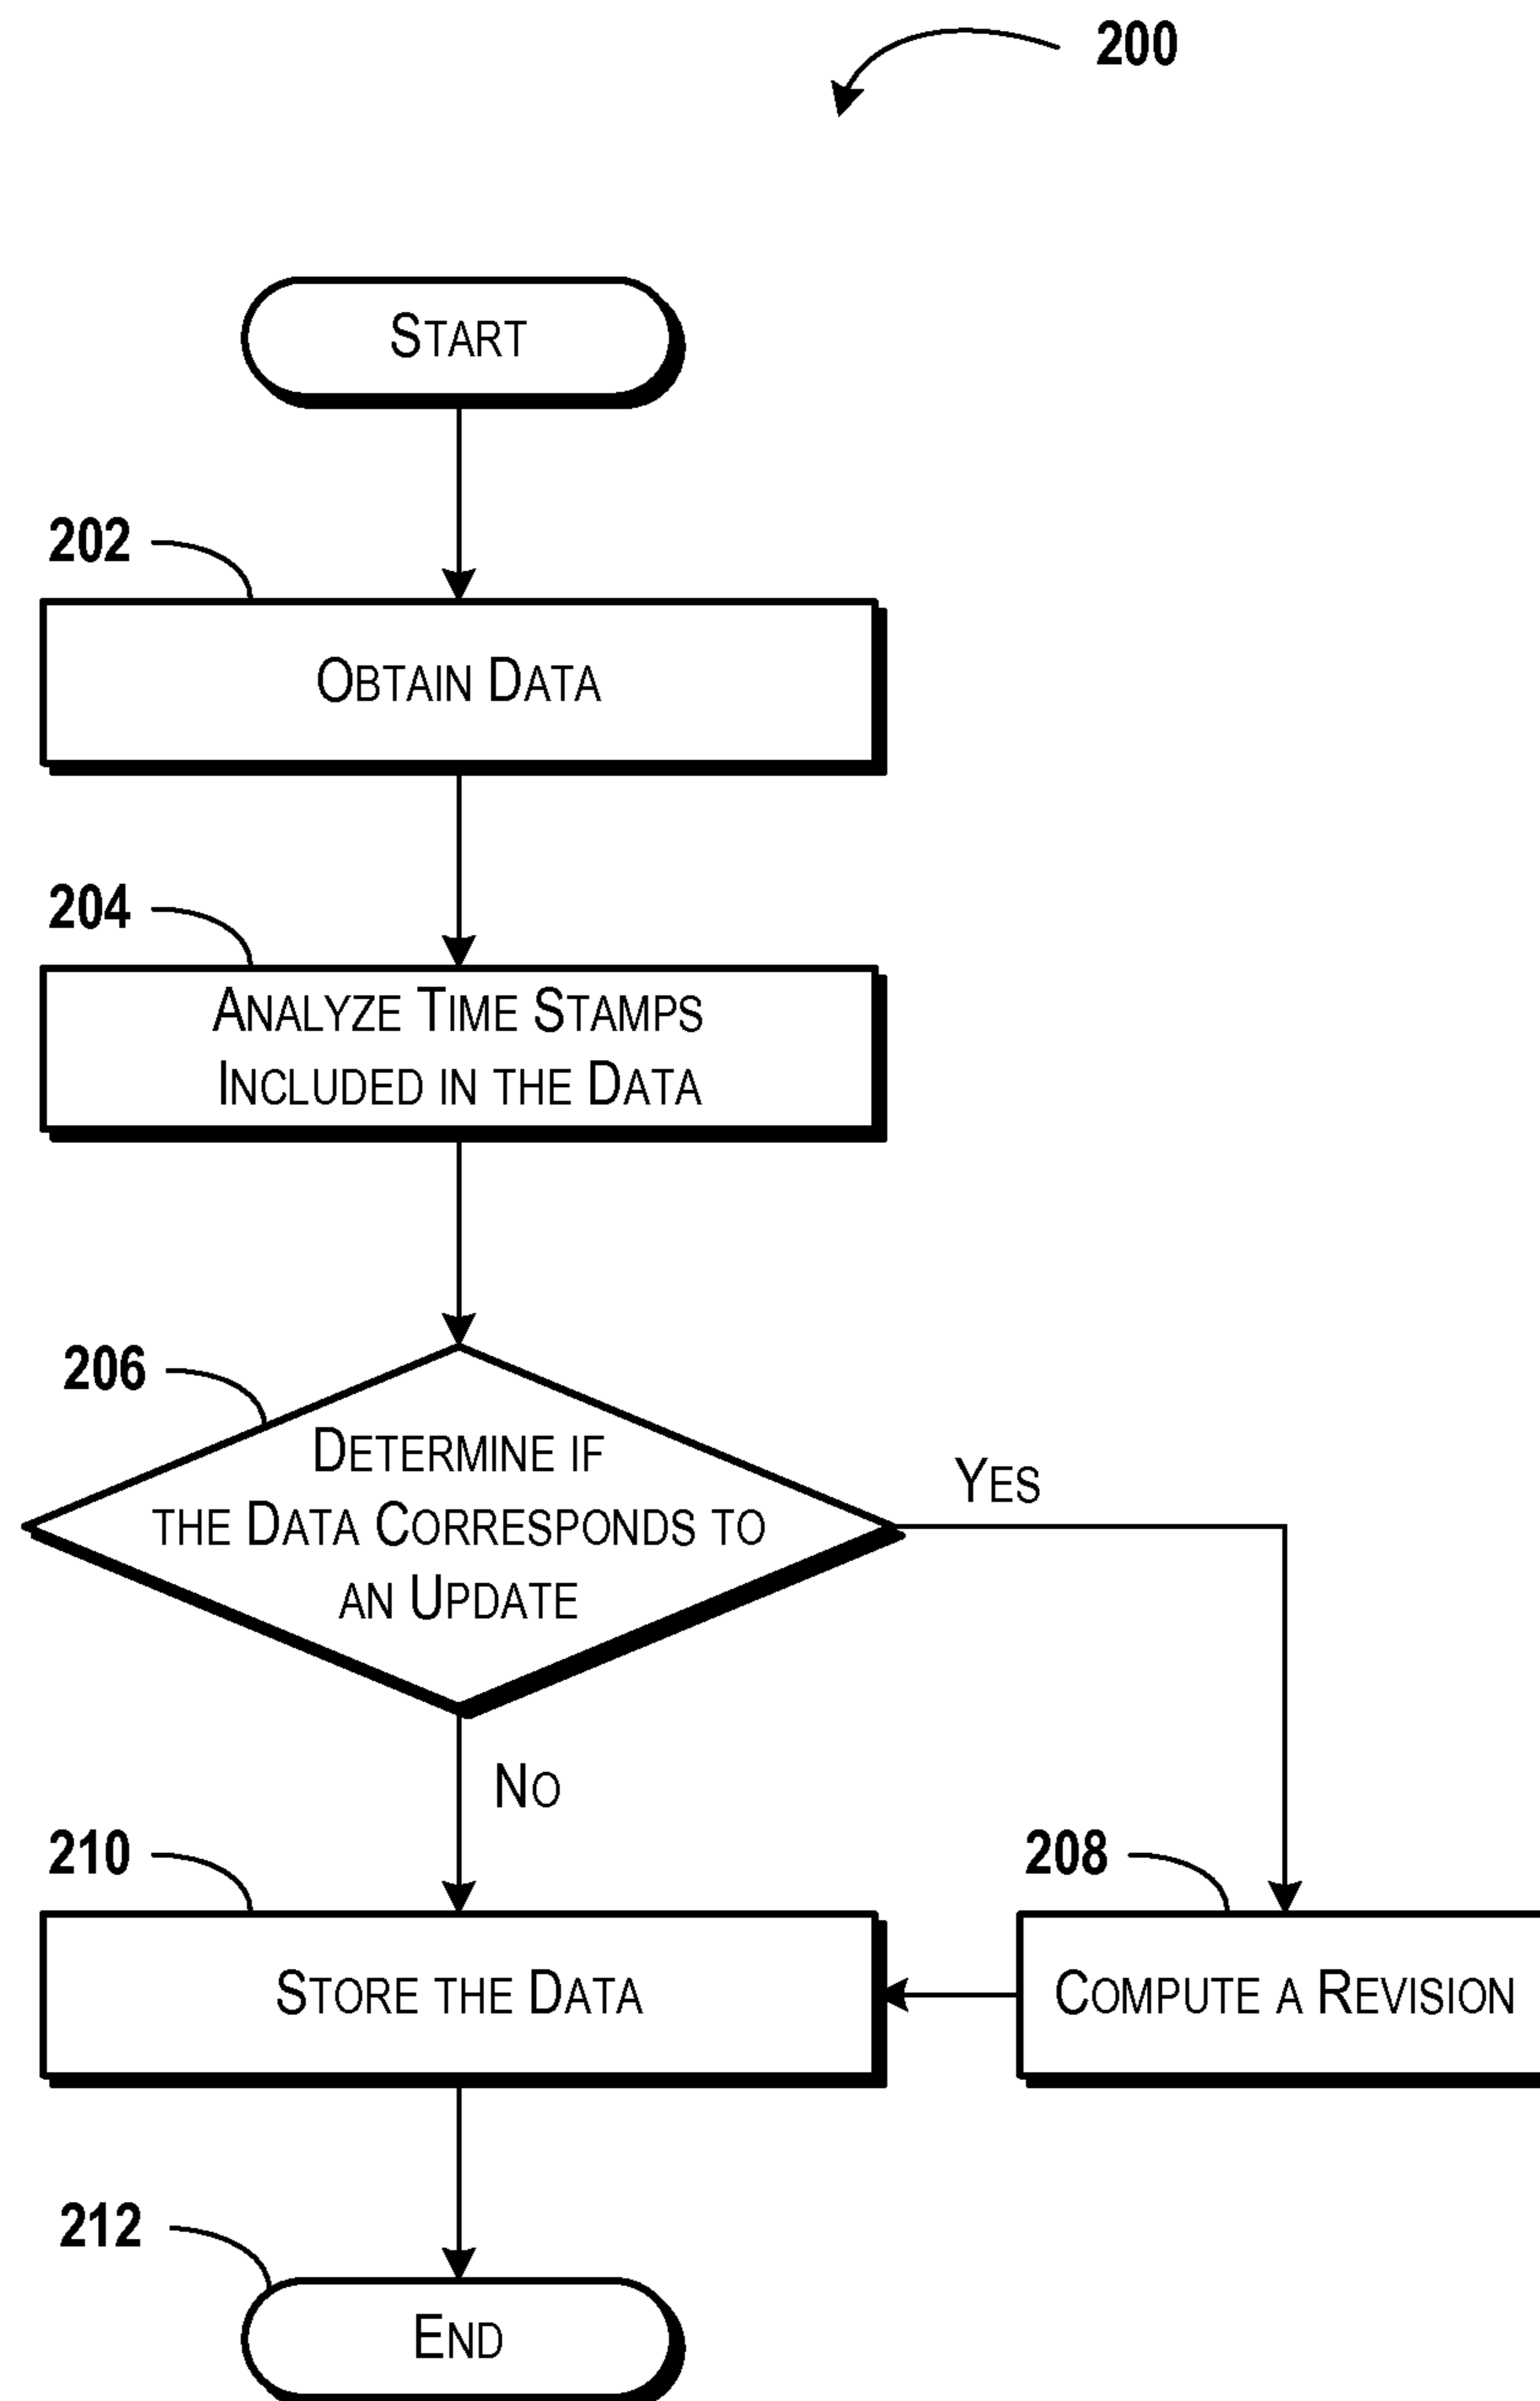 200
START
202
OBTAIN DATA
204
ANALYZE TIME STAMPS
INCLUDED IN THE DATA
206
DETERMINE IF
THE DATA CORRESPONDS TO
AN UPDATE
YES
NO
210
208
STORE THE DATA
COMPUTE A REVISION
212
END